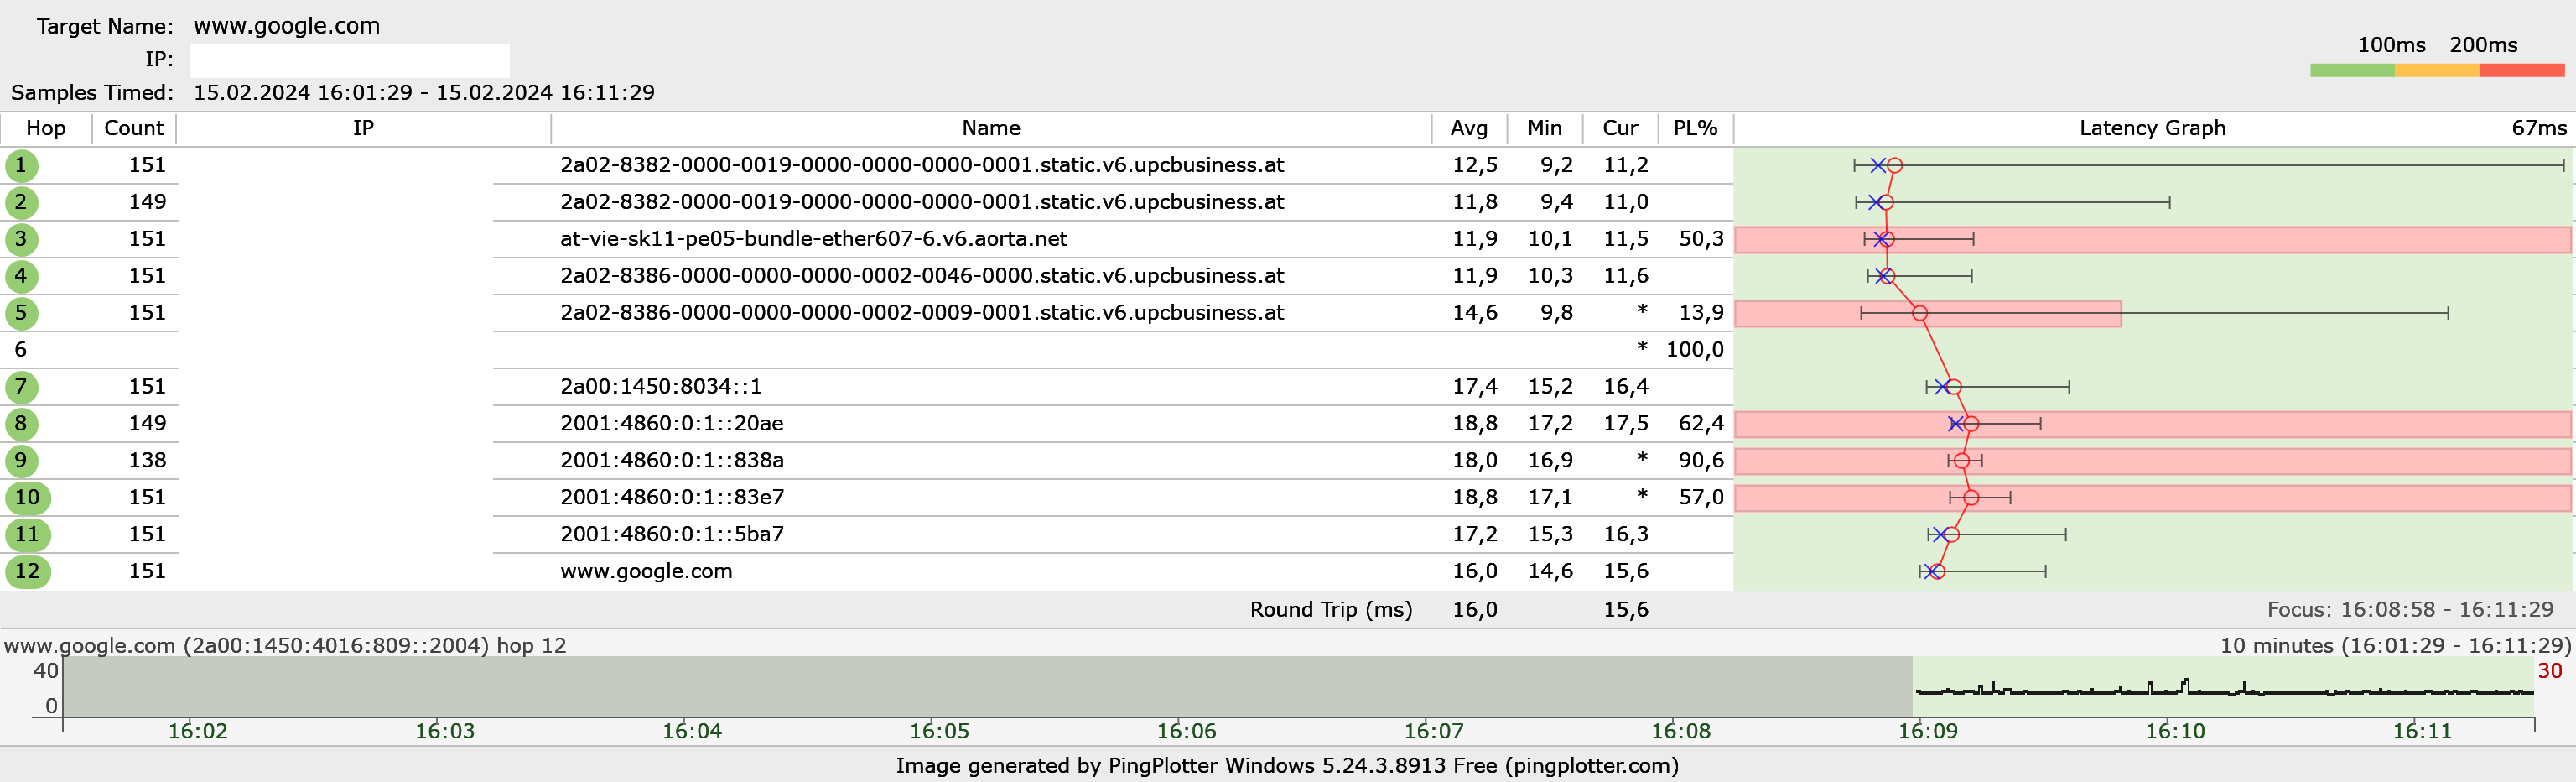 Target Name: www.google.com
IP:
Samples Timed: 15.02.2024 16:01:29 - 15.02.2024 16:11:29
100ms 200ms
Hop Count IP Name Avg Min Cur PL% Latency Graph 67ms
1 151 2a02-8382-0000-0019-0000-0000-0000-0001.static.v6.upcbusiness.at 12,5 9,2 11,2
2 149 2a02-8382-0000-0019-0000-0000-0000-0001.static.v6.upcbusiness.at 11,8 9,4 11,0
3 151 at-vie-sk11-pe05-bundle-ether607-6.v6.aorta.net 11,9 10,1 11,5 50,3
4 151 2a02-8386-0000-0000-0000-0002-0046-0000.static.v6.upcbusiness.at 11,9 10,3 11,6
5 151 2a02-8386-0000-0000-0000-0002-0009-0001.static.v6.upcbusiness.at 14,6 9,8 * 13,9
6 * 100,0
7 151 2a00:1450:8034::1 17,4 15,2 16,4
8 149 2001:4860:0:1::20ae 18,8 17,2 17,5 62,4
9 138 2001:4860:0:1::838a 18,0 16,9 * 90,6
10 151 2001:4860:0:1::83e7 18,8 17,1 * 57,0
11 151 2001:4860:0:1::5ba7 17,2 15,3 16,3
12 151 www.google.com 16,0 14,6 15,6
Round Trip (ms) 16,0 15,6 Focus: 16:08:58 - 16:11:29
www.google.com (2a00:1450:4016:809::2004) hop 12 10 minutes (16:01:29 - 16:11:29)
40 30
0
16:02 16:03 16:04 16:05 16:06 16:07 16:08 16:09 16:10 16:11
Image generated by PingPlotter Windows 5.24.3.8913 Free (pingplotter.com)